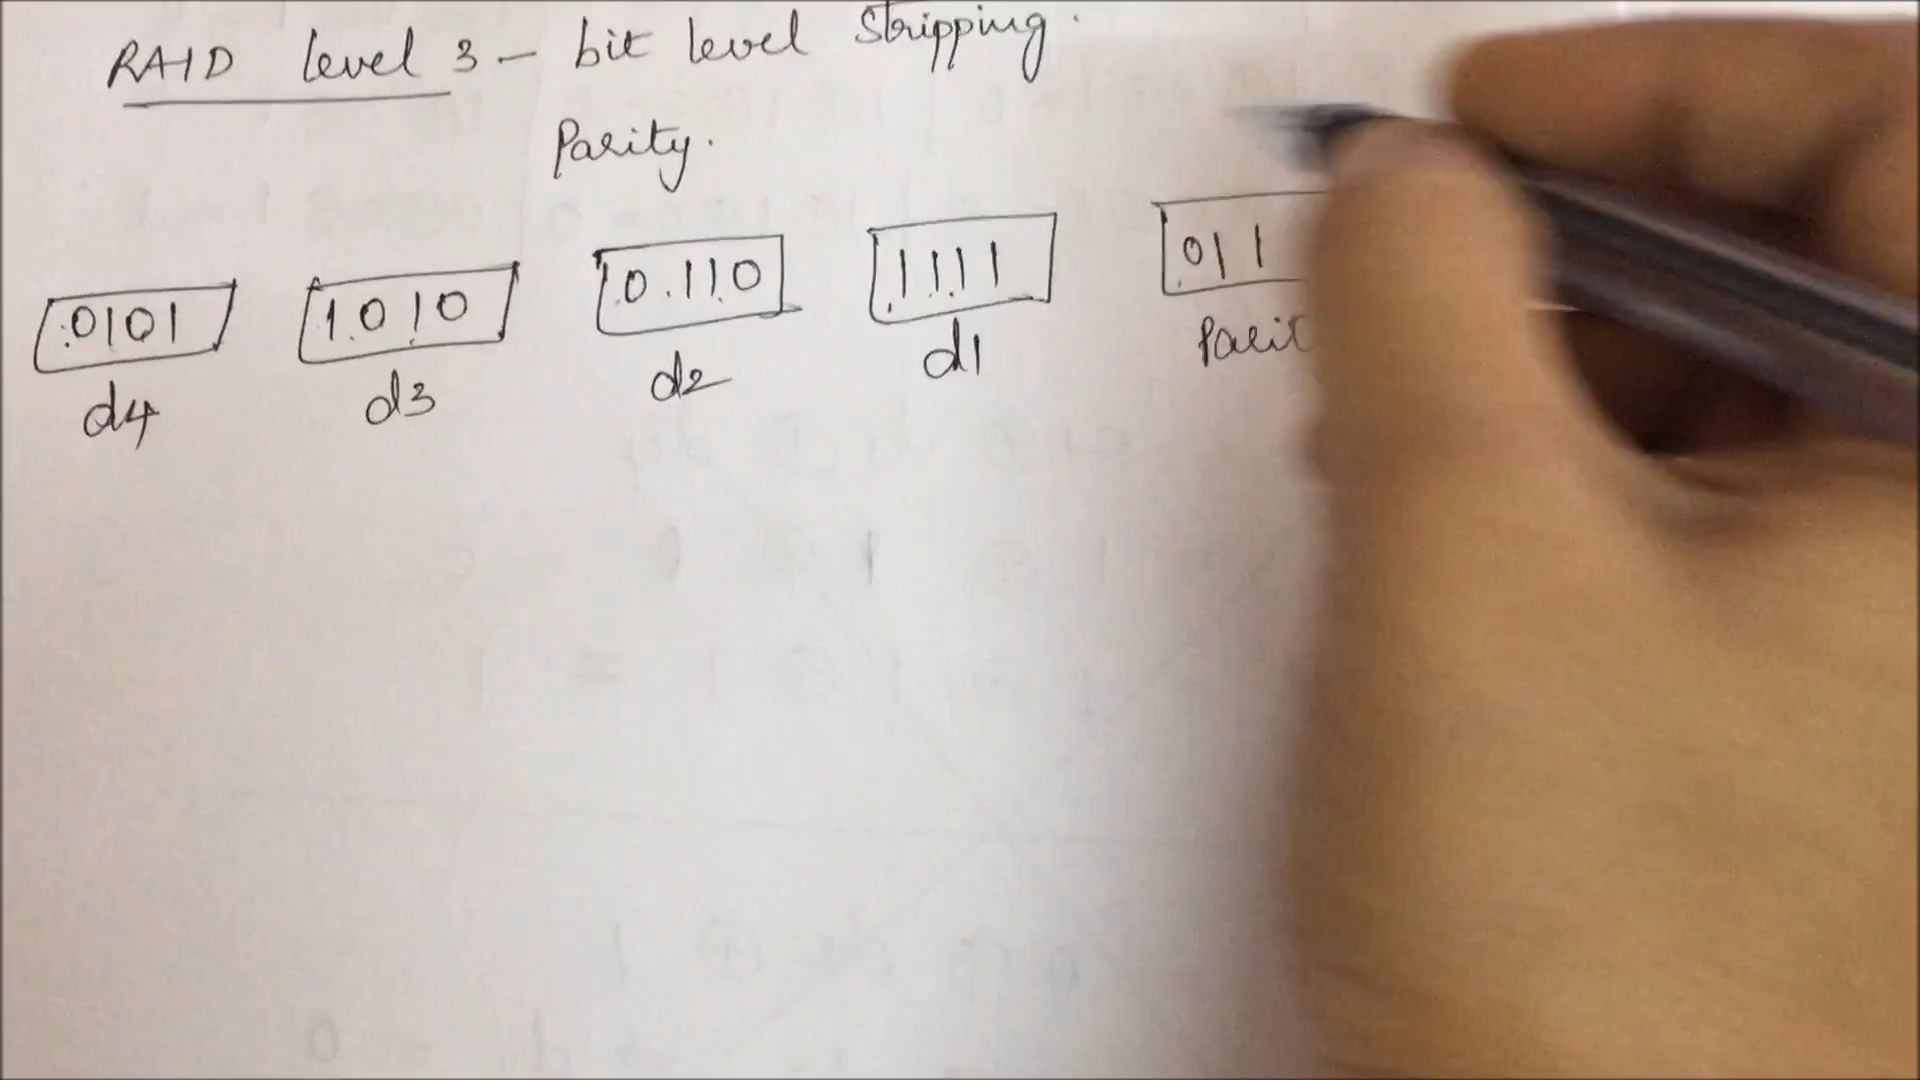 RAID level 3 - bit level Stripping.
Parity.
0101 1010 0110 1111 011
d4 d3 d2 d1